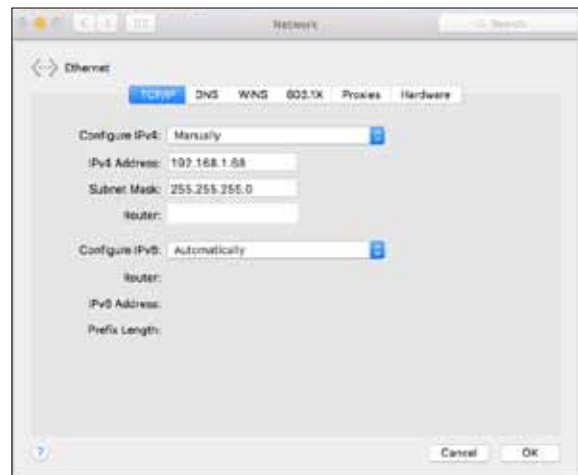 Network
Search
Ethernet
TCP/IP DNS WINS 802.1X Proxies Hardware
Configure IPv4: Manually
IPv4 Address: 192.168.1.68
Subnet Mask: 255.255.255.0
Router:
Configure IPv6: Automatically
Router:
IPv6 Address:
Prefix Length:
?
Cancel OK